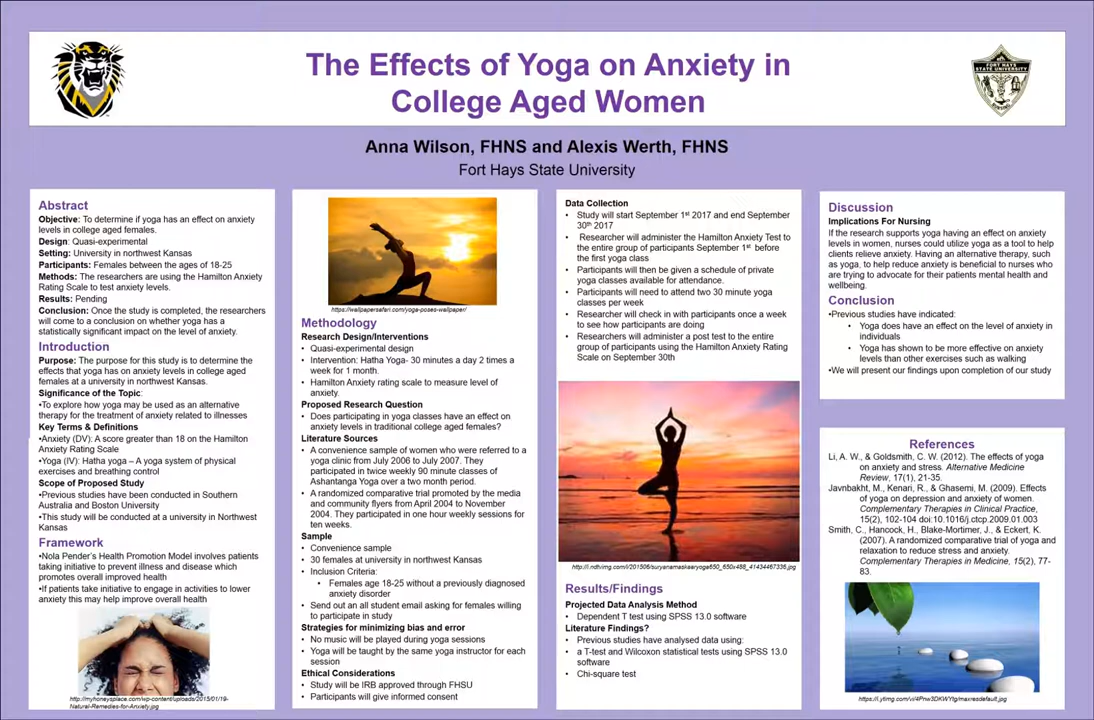 The Effects of Yoga on Anxiety in
College Aged Women
FORT HAYS
STATE UNIVERSITY
NURSING
Anna Wilson, FHNS and Alexis Werth, FHNS
Fort Hays State University
Abstract
Objective: To determine if yoga has an effect on anxiety
levels in college aged females.
Design: Quasi-experimental
Setting: University in northwest Kansas
Participants: Females between the ages of 18-25
Methods: The researchers are using the Hamilton Anxiety
Rating Scale to test anxiety levels.
Results: Pending
Conclusion: Once the study is completed, the researchers
will come to a conclusion on whether yoga has a
statistically significant impact on the level of anxiety.
Introduction
Purpose: The purpose for this study is to determine the
effects that yoga has on anxiety levels in college aged
females at a university in northwest Kansas.
Significance of the Topic:
•To explore how yoga may be used as an alternative
therapy for the treatment of anxiety related to illnesses
Key Terms & Definitions
•Anxiety (DV): A score greater than 18 on the Hamilton
Anxiety Rating Scale
•Yoga (IV): Hatha yoga – A yoga system of physical
exercises and breathing control
Scope of Proposed Study
•Previous studies have been conducted in Southern
Australia and Boston University
•This study will be conducted at a university in Northwest
Kansas
Framework
•Nola Pender's Health Promotion Model involves patients
taking initiative to prevent illness and disease which
promotes overall improved health
•If patients take initiative to engage in activities to lower
anxiety this may help improve overall health
http://myhoneysplace.com/wp-content/uploads/2015/01/19-
Natural-Remedies-for-Anxiety.jpg
https://wallpapersafari.com/yoga-poses-wallpaper/
Methodology
Research Design/Interventions
• Quasi-experimental design
• Intervention: Hatha Yoga- 30 minutes a day 2 times a
week for 1 month.
• Hamilton Anxiety rating scale to measure level of
anxiety.
Proposed Research Question
• Does participating in yoga classes have an effect on
anxiety levels in traditional college aged females?
Literature Sources
• A convenience sample of women who were referred to a
yoga clinic from July 2006 to July 2007. They
participated in twice weekly 90 minute classes of
Ashantanga Yoga over a two month period.
• A randomized comparative trial promoted by the media
and community flyers from April 2004 to November
2004. They participated in one hour weekly sessions for
ten weeks.
Sample
• Convenience sample
• 30 females at university in northwest Kansas
• Inclusion Criteria:
• Females age 18-25 without a previously diagnosed
anxiety disorder
• Send out an all student email asking for females willing
to participate in study
Strategies for minimizing bias and error
• No music will be played during yoga sessions
• Yoga will be taught by the same yoga instructor for each
session
Ethical Considerations
• Study will be IRB approved through FHSU
• Participants will give informed consent
Data Collection
• Study will start September 1st 2017 and end September
30th 2017
• Researcher will administer the Hamilton Anxiety Test to
the entire group of participants September 1st before
the first yoga class
• Participants will then be given a schedule of private
yoga classes available for attendance.
• Participants will need to attend two 30 minute yoga
classes per week
• Researcher will check in with participants once a week
to see how participants are doing
• Researchers will administer a post test to the entire
group of participants using the Hamilton Anxiety Rating
Scale on September 30th
Results/Findings
Projected Data Analysis Method
• Dependent T test using SPSS 13.0 software
Literature Findings?
• Previous studies have analysed data using:
• a T-test and Wilcoxon statistical tests using SPSS 13.0
software
• Chi-square test
Discussion
Implications For Nursing
If the research supports yoga having an effect on anxiety
levels in women, nurses could utilize yoga as a tool to help
clients relieve anxiety. Having an alternative therapy, such
as yoga, to help reduce anxiety is beneficial to nurses who
are trying to advocate for their patients mental health and
wellbeing.
Conclusion
•Previous studies have indicated:
• Yoga does have an effect on the level of anxiety in
individuals
• Yoga has shown to be more effective on anxiety
levels than other exercises such as walking
•We will present our findings upon completion of our study
References
Li, A. W., & Goldsmith, C. W. (2012). The effects of yoga
on anxiety and stress. Alternative Medicine
Review, 17(1), 21-35.
Javnbakht, M., Kenari, R., & Ghasemi, M. (2009). Effects
of yoga on depression and anxiety of women.
Complementary Therapies in Clinical Practice,
15(2), 102-104 doi:10.1016/j.ctcp.2009.01.003
Smith, C., Hancock, H., Blake-Mortimer, J., & Eckert, K.
(2007). A randomized comparative trial of yoga and
relaxation to reduce stress and anxiety.
Complementary Therapies in Medicine, 15(2), 77-
83.